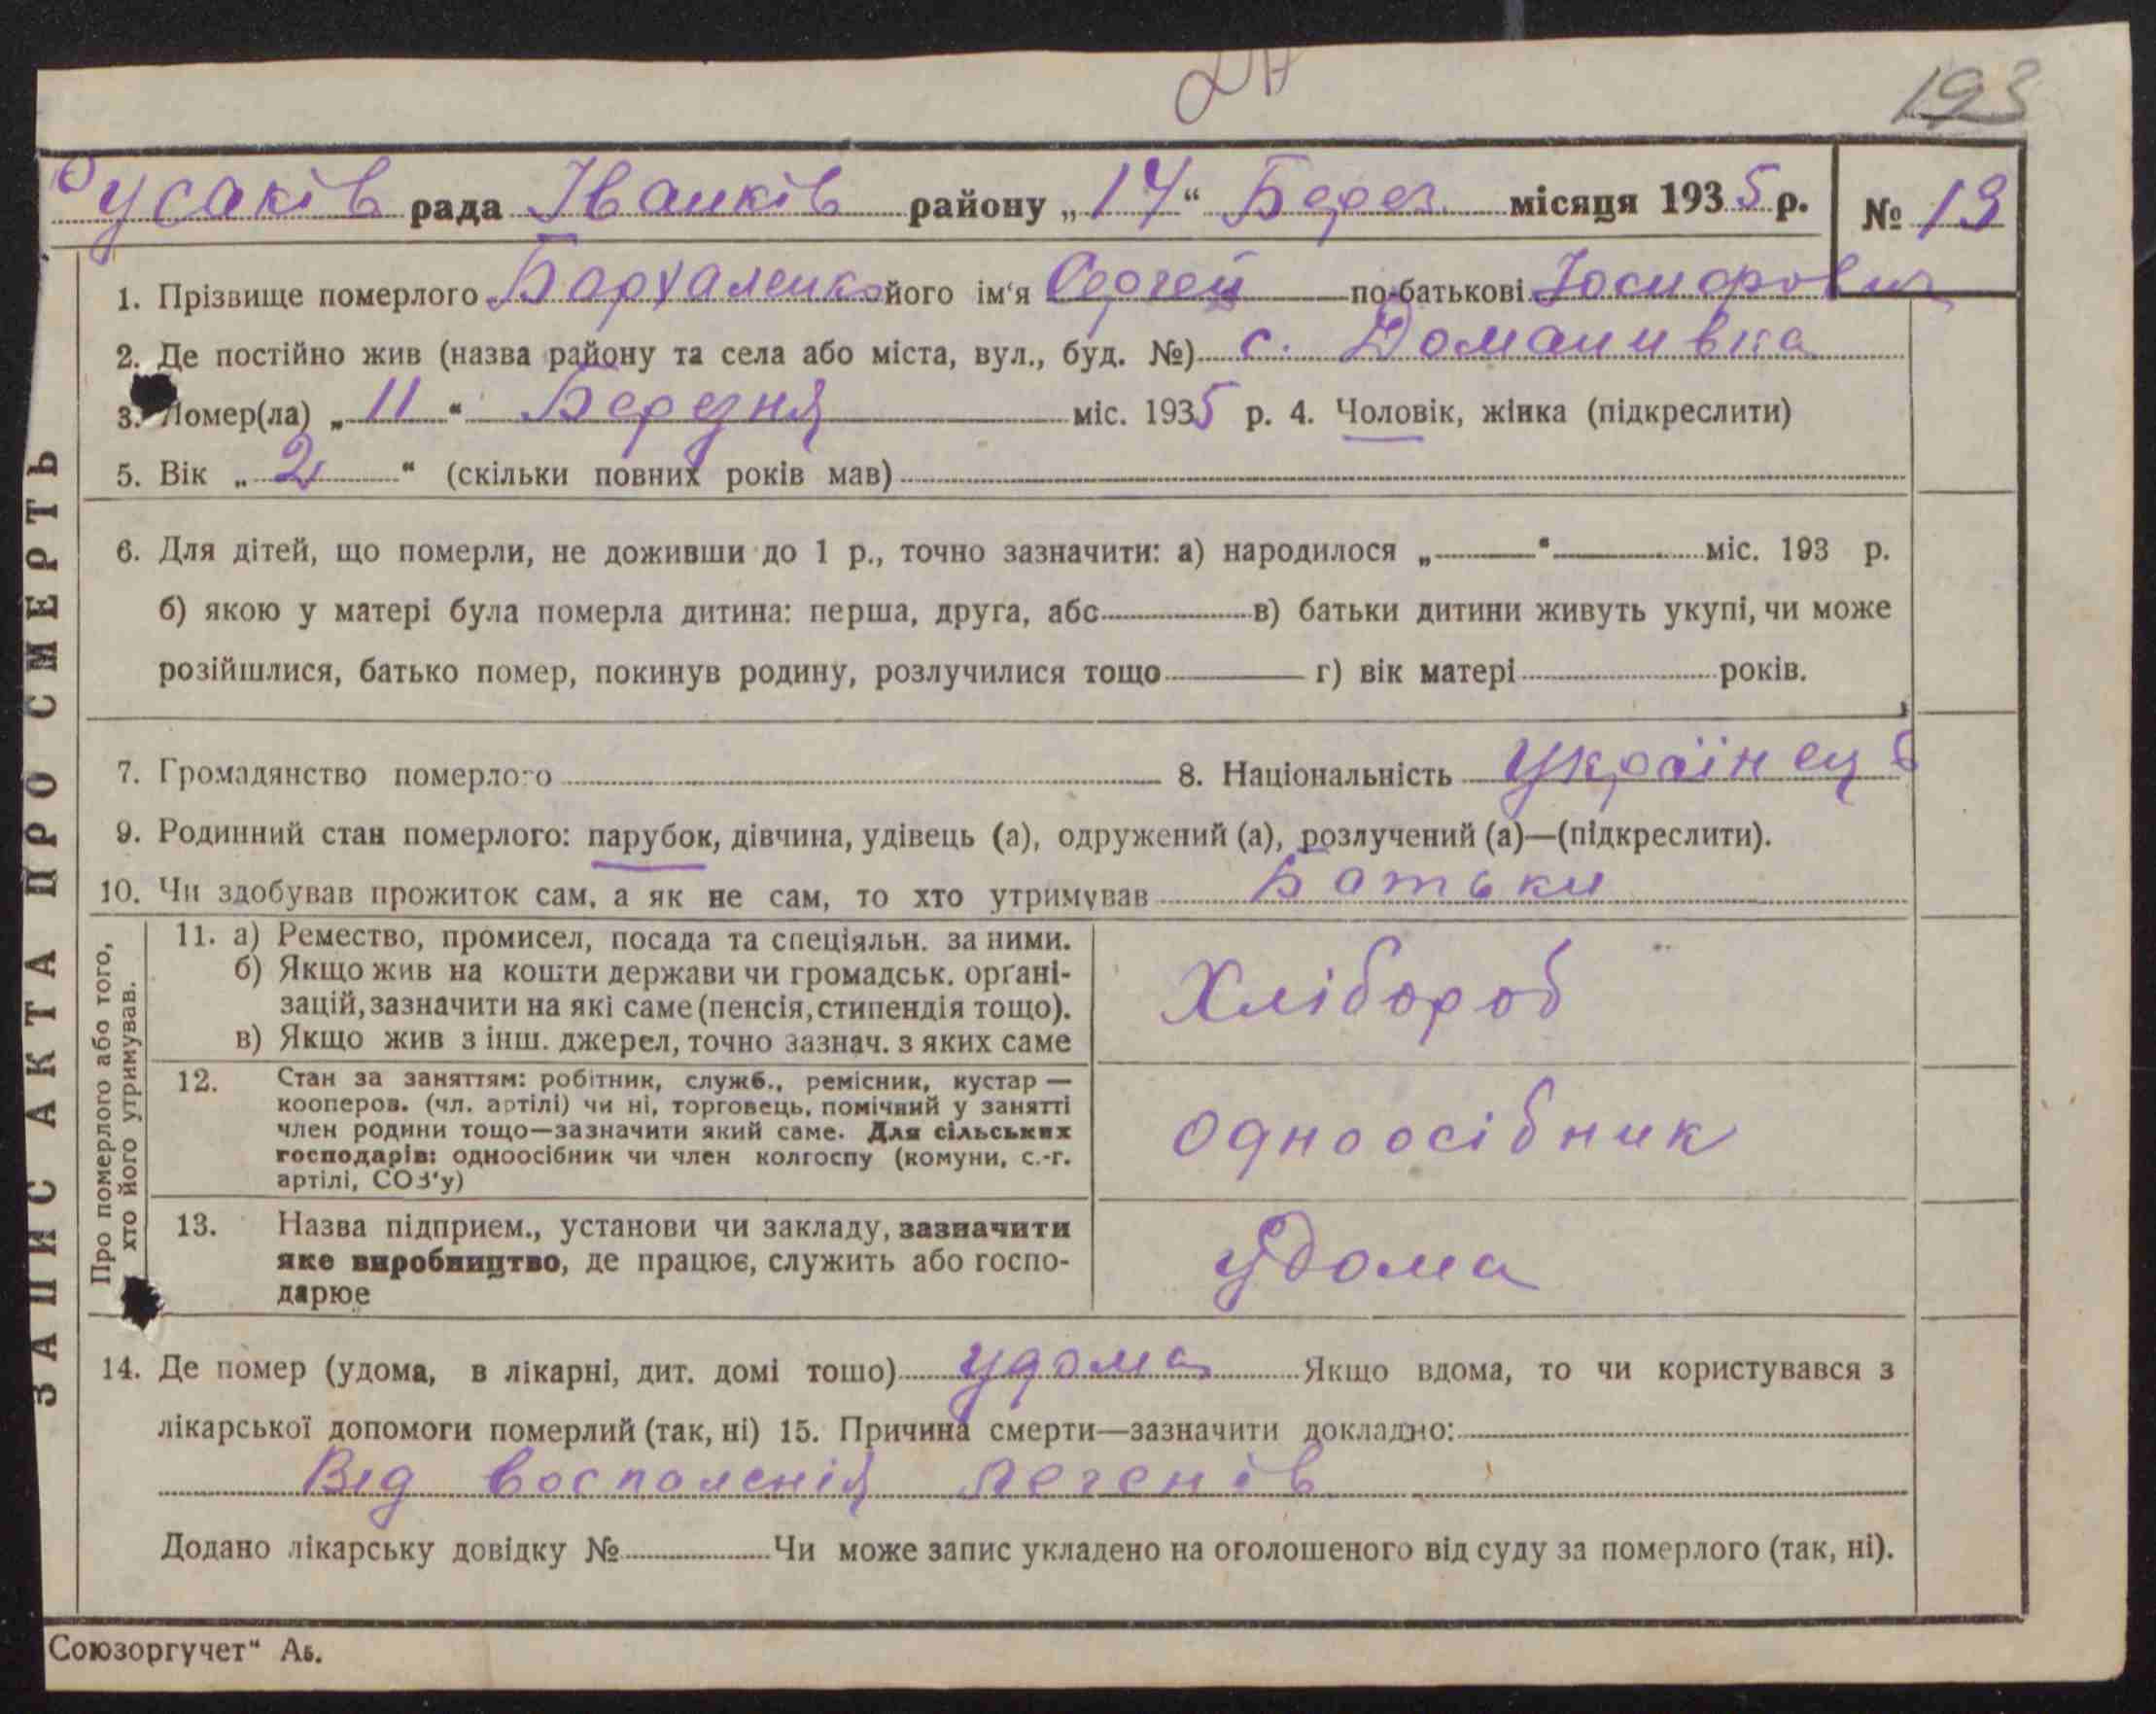 193
Русаків рада Іванків району „14“ Берез. місяця 1935 р. № 19
1. Прізвище померлого Бархаленко його ім‘я Сергей по-батькові Іосифович
2. Де постійно жив (назва району та села або міста, вул., буд. №) с. Доманивка
3. Помер(ла) „11“ Березня міс. 1935 р. 4. Чоловік, жінка (підкреслити)
5. Вік „2“ (скільки повних років мав)
6. Для дітей, що померли, не доживши до 1 р., точно зазначити: а) народилося „ “ міс. 193 р.
б) якою у матері була померла дитина: перша, друга, або в) батьки дитини живуть укупі, чи може
розійшлися, батько помер, покинув родину, розлучилися тощо г) вік матері років.
7. Громадянство померлого 8. Національність Українець
9. Родинний стан померлого: парубок, дівчина, удівець (а), одружений (а), розлучений (а)—(підкреслити).
10. Чи здобував прожиток сам, а як не сам, то хто утримував Батьки
Про померлого або того,
хто його утримував.
11. а) Ремество, промисел, посада та спеціяльн. за ними.
б) Якщо жив на кошти держави чи громадськ. органі-
зацій, зазначити на які саме (пенсія, стипендія тощо).
в) Якщо жив з інш. джерел, точно зазнач. з яких саме
Хлібороб
12. Стан за заняттям: робітник, служб., ремісник, кустар —
кооперов. (чл. артілі) чи ні, торговець, помічний у занятті
член родини тощо—зазначити який саме. Для сільських
господарів: одноосібник чи член колгоспу (комуни, с.-г.
артілі, СОЗ‘у)
одноосібник
13. Назва підприєм., установи чи закладу, зазначити
яке виробництво, де працює, служить або госпо-
дарює
удома
14. Де помер (удома, в лікарні, дит. домі тощо) удома Якщо вдома, то чи користувався з
лікарської допомоги померлий (так, ні) 15. Причина смерти—зазначити докладно:
Від воспаленія легенів
Додано лікарську довідку № Чи може запис укладено на оголошеного від суду за померлого (так, ні).
ЗАПИС АКТА ПРО СМЕРТЬ
Союзоргучет“ Аб.